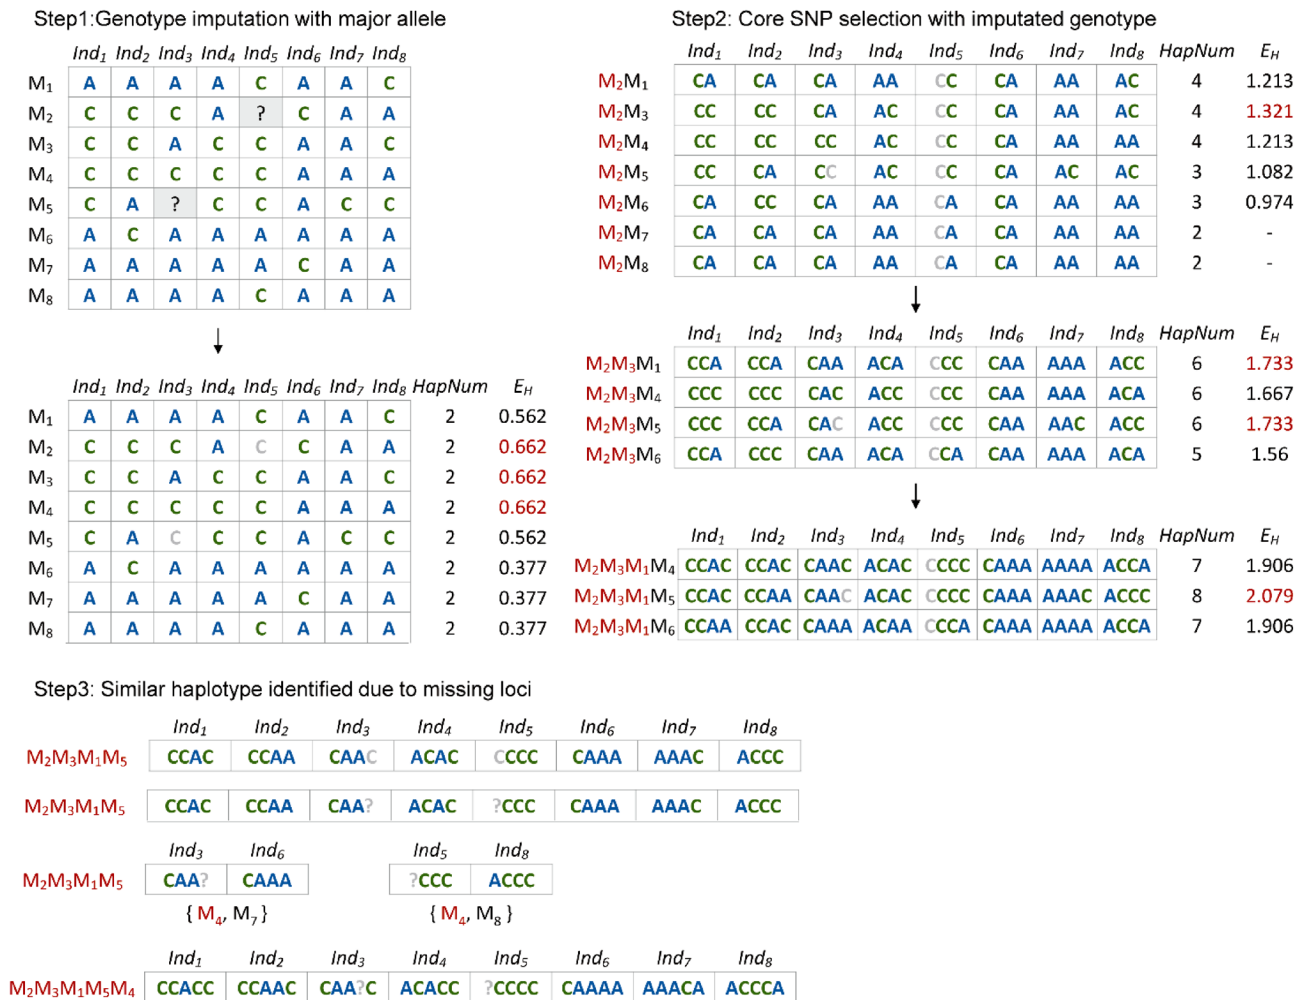 Step1:Genotype imputation with major allele
Ind1 Ind2 Ind3 Ind4 Ind5 Ind6 Ind7 Ind8
M1 A A A A C A A C
M2 C C C A ? C A A
M3 C C A C C A A C
M4 C C C C C A A A
M5 C A ? C C A C C
M6 A C A A A A A A
M7 A A A A A C A A
M8 A A A A C A A A
Ind1 Ind2 Ind3 Ind4 Ind5 Ind6 Ind7 Ind8 HapNum EH
M1 A A A A C A A C 2 0.562
M2 C C C A C C A A 2 0.662
M3 C C A C C A A C 2 0.662
M4 C C C C C A A A 2 0.662
M5 C A C C C A C C 2 0.562
M6 A C A A A A A A 2 0.377
M7 A A A A A C A A 2 0.377
M8 A A A A C A A A 2 0.377
Step2: Core SNP selection with imputated genotype
Ind1 Ind2 Ind3 Ind4 Ind5 Ind6 Ind7 Ind8 HapNum EH
M2M1 CA CA CA AA CC CA AA AC 4 1.213
M2M3 CC CC CA AC CC CA AA AC 4 1.321
M2M4 CC CC CC AC CC CA AA AA 4 1.213
M2M5 CC CA CC AC CC CA AC AC 3 1.082
M2M6 CA CC CA AA CA CA AA AA 3 0.974
M2M7 CA CA CA AA CA CA AA AA 2 -
M2M8 CA CA CA AA CA CA AA AA 2 -
Ind1 Ind2 Ind3 Ind4 Ind5 Ind6 Ind7 Ind8 HapNum EH
M2M3M1 CCA CCA CAA ACA CCC CAA AAA ACC 6 1.733
M2M3M4 CCC CCC CAC ACC CCC CAA AAA ACA 6 1.667
M2M3M5 CCC CCA CAC ACC CCC CAA AAC ACC 6 1.733
M2M3M6 CCA CCC CAA ACA CCA CAA AAA ACA 5 1.56
Ind1 Ind2 Ind3 Ind4 Ind5 Ind6 Ind7 Ind8 HapNum EH
M2M3M1M4 CCAC CCAC CAAC ACAC CCCC CAAA AAAA ACCA 7 1.906
M2M3M1M5 CCAC CCAA CAAC ACAC CCCC CAAA AAAC ACCC 8 2.079
M2M3M1M6 CCAA CCAC CAAA ACAA CCCA CAAA AAAA ACCA 7 1.906
Step3: Similar haplotype identified due to missing loci
Ind1 Ind2 Ind3 Ind4 Ind5 Ind6 Ind7 Ind8
M2M3M1M5 CCAC CCAA CAAC ACAC CCCC CAAA AAAC ACCC
M2M3M1M5 CCAC CCAA CAA? ACAC ?CCC CAAA AAAC ACCC
Ind3 Ind6 Ind5 Ind8
M2M3M1M5 CAA? CAAA ?CCC ACCC
{ M4, M7 } { M4, M8 }
Ind1 Ind2 Ind3 Ind4 Ind5 Ind6 Ind7 Ind8
M2M3M1M5M4 CCACC CCAAC CAA?C ACACC ?CCCC CAAAA AAACA ACCCA